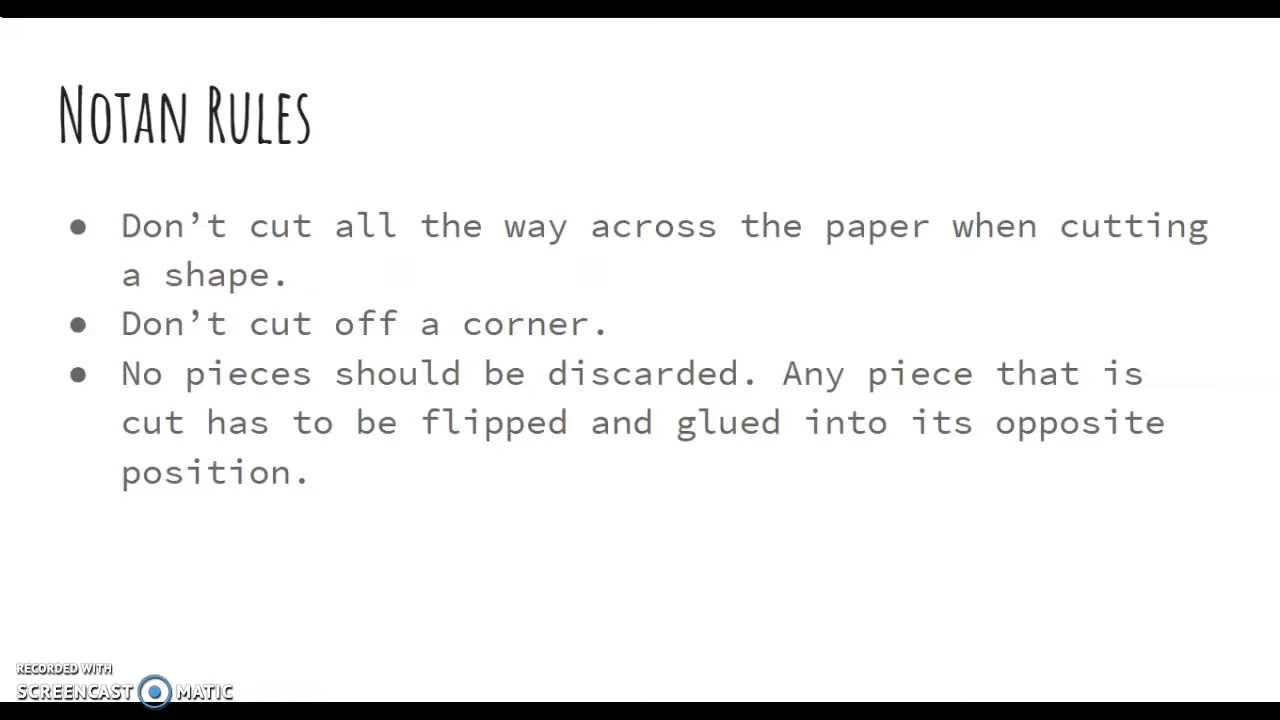 Notan Rules
● Don’t cut all the way across the paper when cutting
a shape.
● Don’t cut off a corner.
● No pieces should be discarded. Any piece that is
cut has to be flipped and glued into its opposite
position.
RECORDED WITH
SCREENCAST MATIC